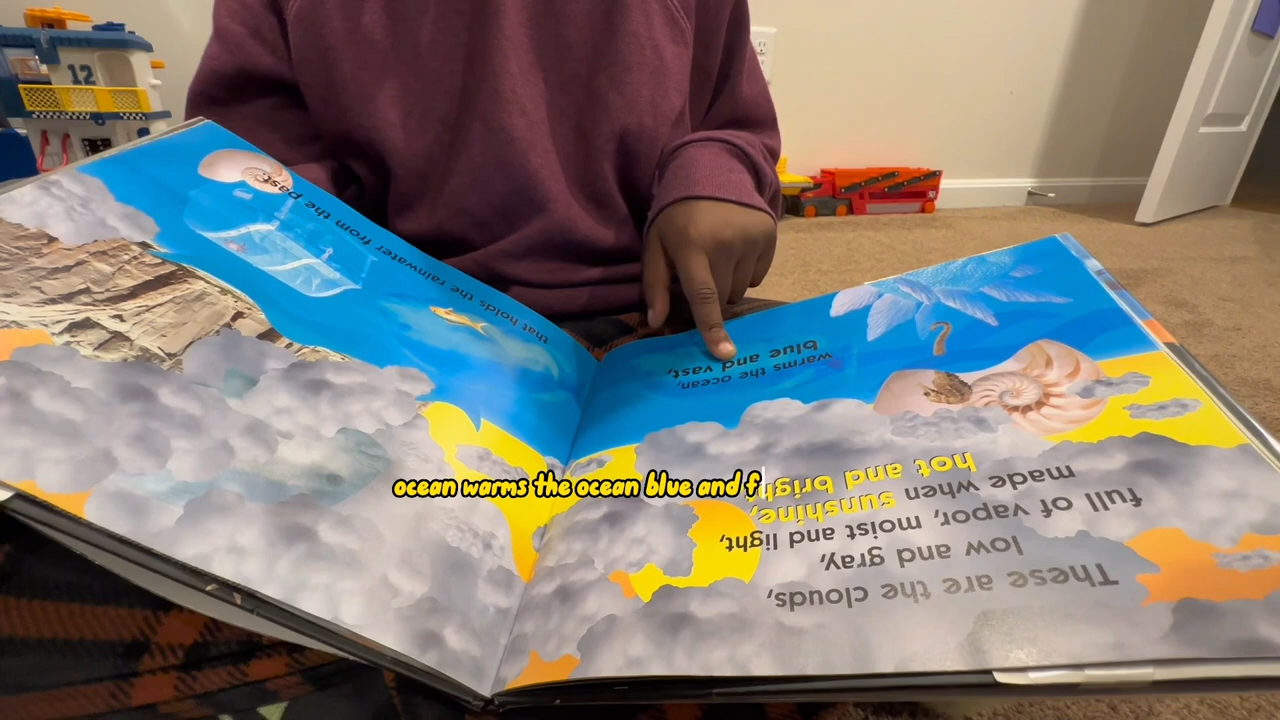 12
These are the clouds,
low and gray,
full of vapor, moist and light,
made when sunshine,
hot and bright,
warms the ocean,
blue and vast,
that holds the rainwater from the past.
ocean warms the ocean blue and f